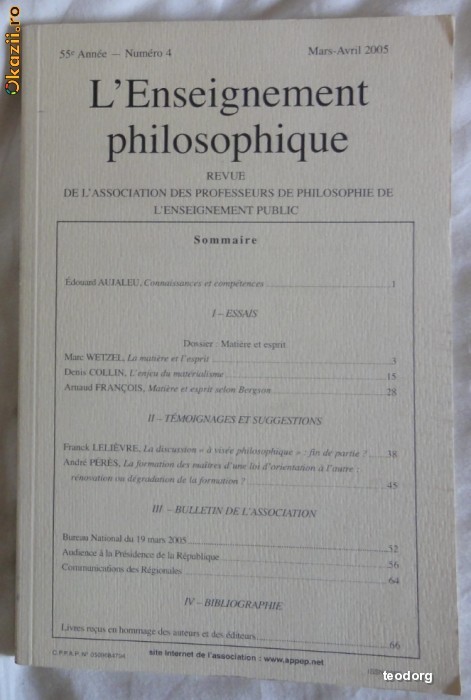 Okazii.ro
55e Année — Numéro 4 Mars-Avril 2005
L'Enseignement
philosophique
REVUE
DE L'ASSOCIATION DES PROFESSEURS DE PHILOSOPHIE DE
L'ENSEIGNEMENT PUBLIC
Sommaire
Édouard AUJALEU, Connaissances et compétences 1
I – ESSAIS
Dossier : Matière et esprit
Marc WETZEL, La matière et l'esprit 3
Denis COLLIN, L'enjeu du matérialisme 15
Arnaud FRANÇOIS, Matière et esprit selon Bergson 28
II – TÉMOIGNAGES ET SUGGESTIONS
Franck LELIÈVRE, La discussion « à visée philosophique » : fin de partie ? 38
André PÉRÈS, La formation des maîtres d'une loi d'orientation à l'autre :
rénovation ou dégradation de la formation ? 45
III – BULLETIN DE L'ASSOCIATION
Bureau National du 19 mars 2005 52
Audience à la Présidence de la République 56
Communications des Régionales 64
IV – BIBLIOGRAPHIE
Livres reçus en hommage des auteurs et des éditeurs 66
C.P.P.A.P. N° site Internet de l'association : www.appep.net
teodorg